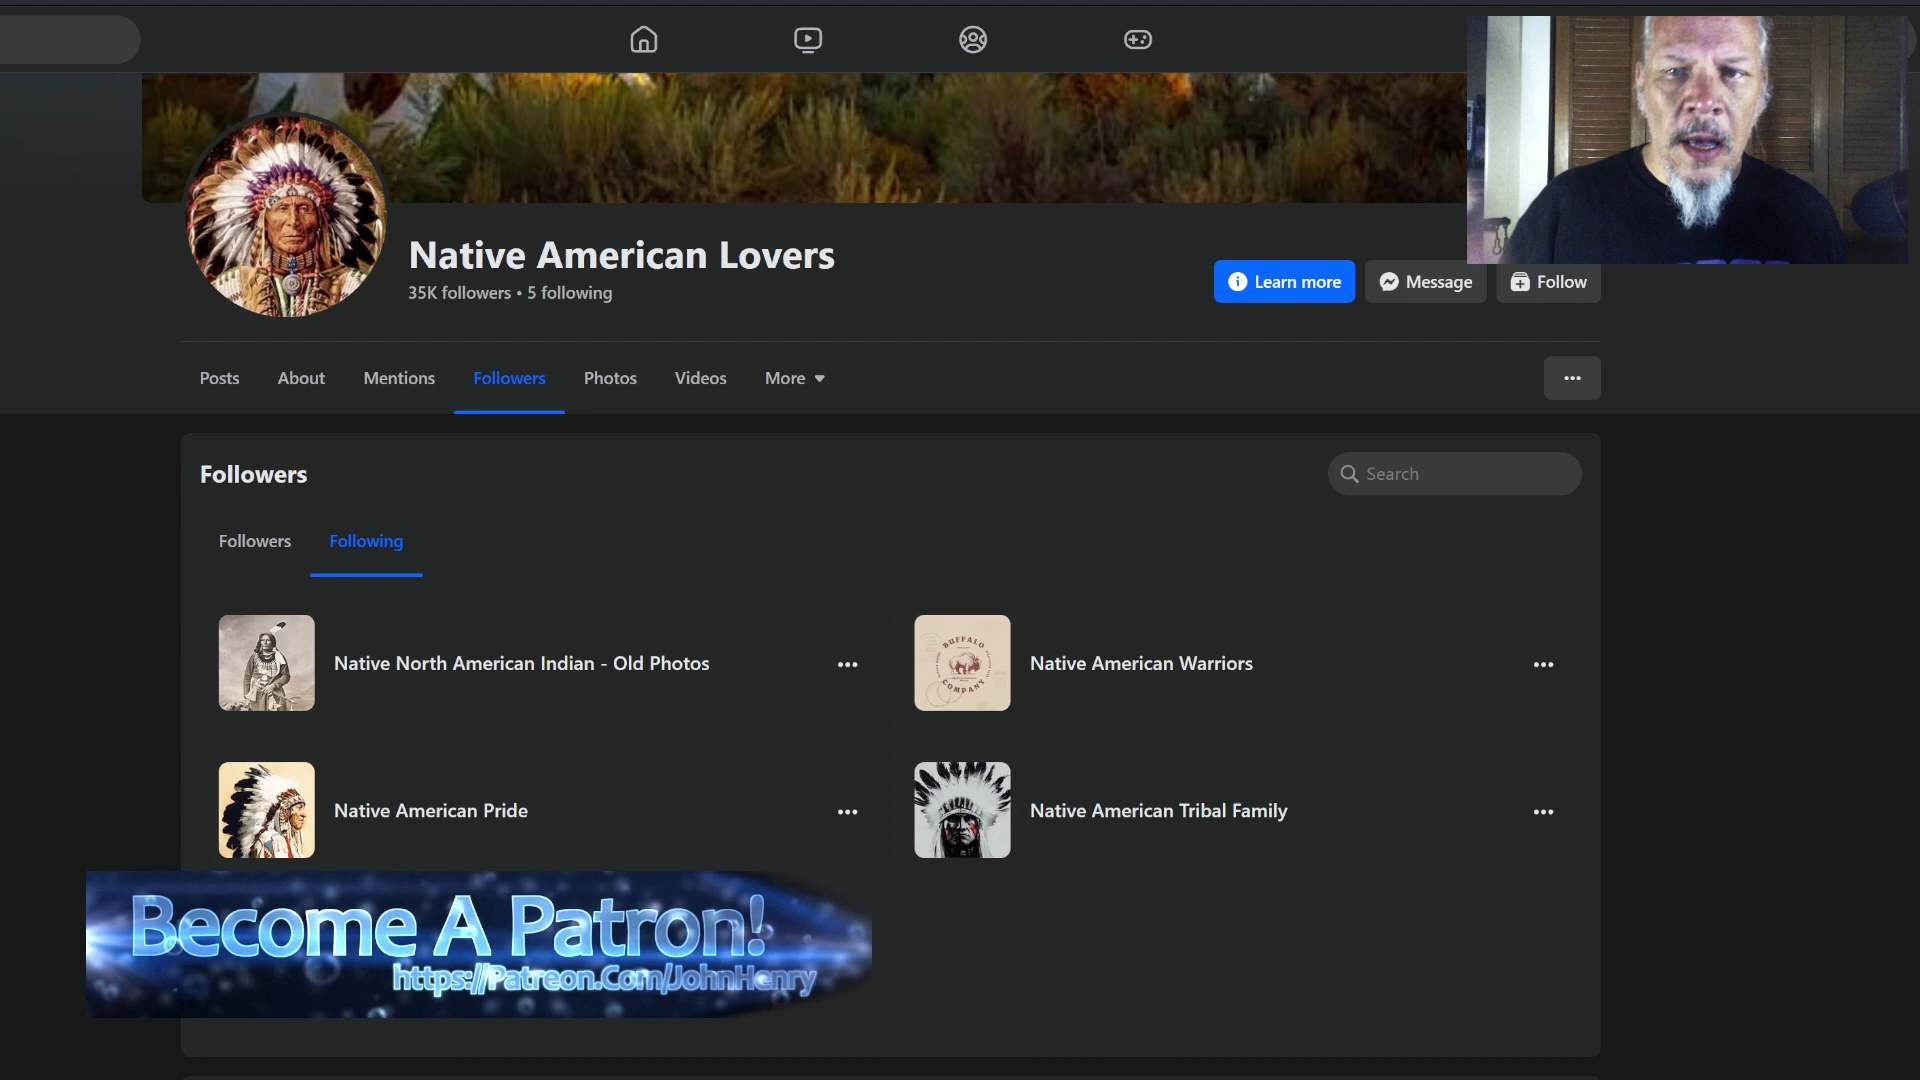 Native American Lovers
35K followers • 5 following
Learn more
Message
Follow
Posts
About
Mentions
Followers
Photos
Videos
More
Followers
Search
Followers
Following
Native North American Indian - Old Photos
BUFFALO
COMPANY
Native American Warriors
Native American Pride
Native American Tribal Family
Become A Patron!
https://Patreon.Com/JohnHenry